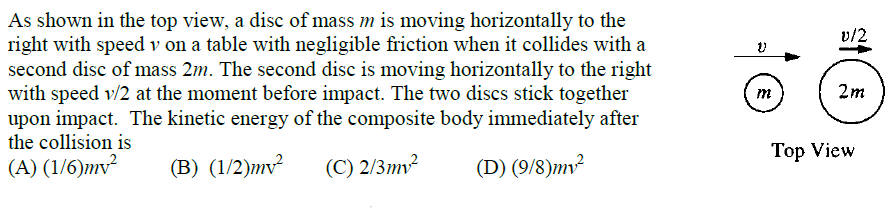 As shown in the top view, a disc of mass m is moving horizontally to the
right with speed v on a table with negligible friction when it collides with a
second disc of mass 2m. The second disc is moving horizontally to the right
with speed v/2 at the moment before impact. The two discs stick together
upon impact. The kinetic energy of the composite body immediately after
the collision is
(A) (1/6)mv² (B) (1/2)mv² (C) 2/3mv² (D) (9/8)mv²
v
v/2
m
2m
Top View